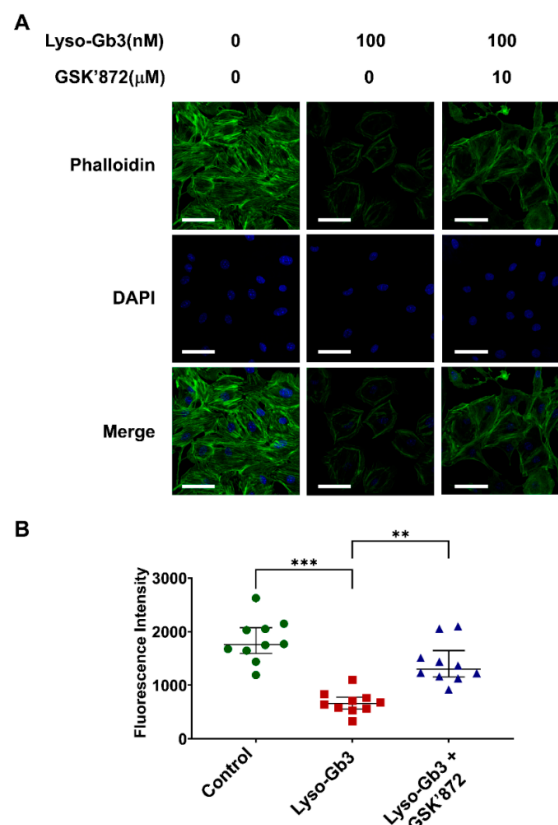 A
Lyso-Gb3(nM) 0 100 100
GSK'872(μM) 0 0 10
Phalloidin
DAPI
Merge
B
*** **
Fluorescence Intensity
3000
2000
1000
0
Control
Lyso-Gb3
Lyso-Gb3 +
GSK'872